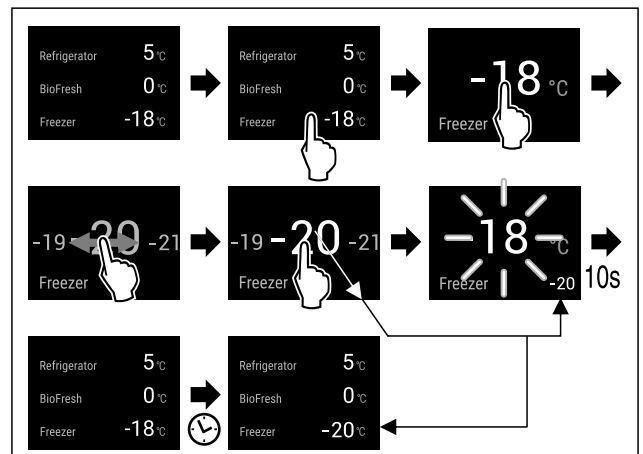 Refrigerator 5 °C
BioFresh 0 °C
Freezer -18 °C
Refrigerator 5 °C
BioFresh 0 °C
Freezer -18 °C
-18 °C
Freezer
-19 -20 -21
Freezer
-19 -20 -21
Freezer
-18 °C
Freezer -20
10s
Refrigerator 5 °C
BioFresh 0 °C
Freezer -18 °C
Refrigerator 5 °C
BioFresh 0 °C
Freezer -20 °C